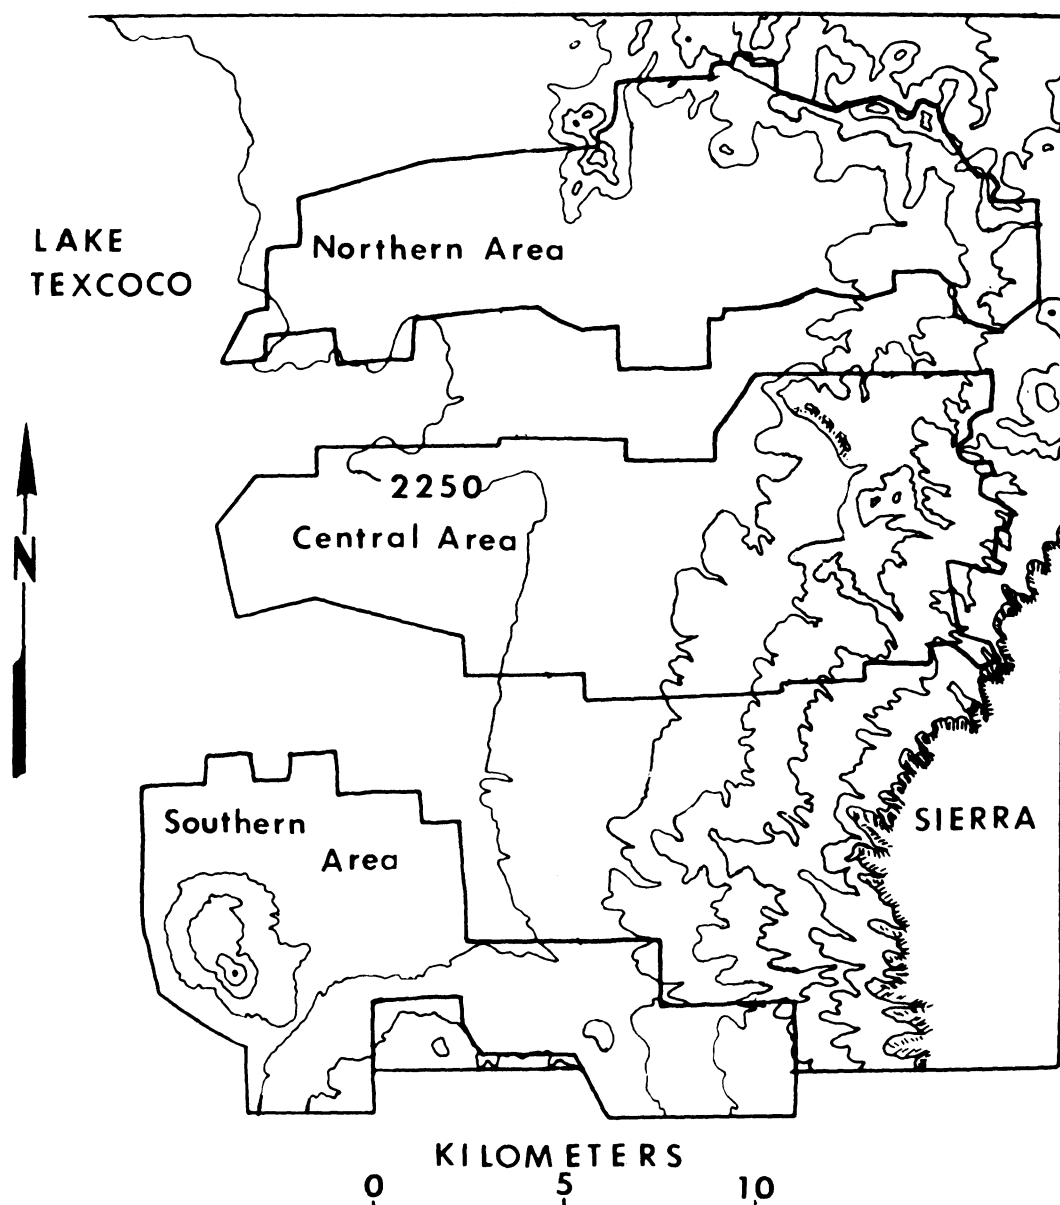 LAKE
TEXCOCO
Northern Area
2250
Central Area
N
Southern
Area
SIERRA
KILOMETERS
0 5 10